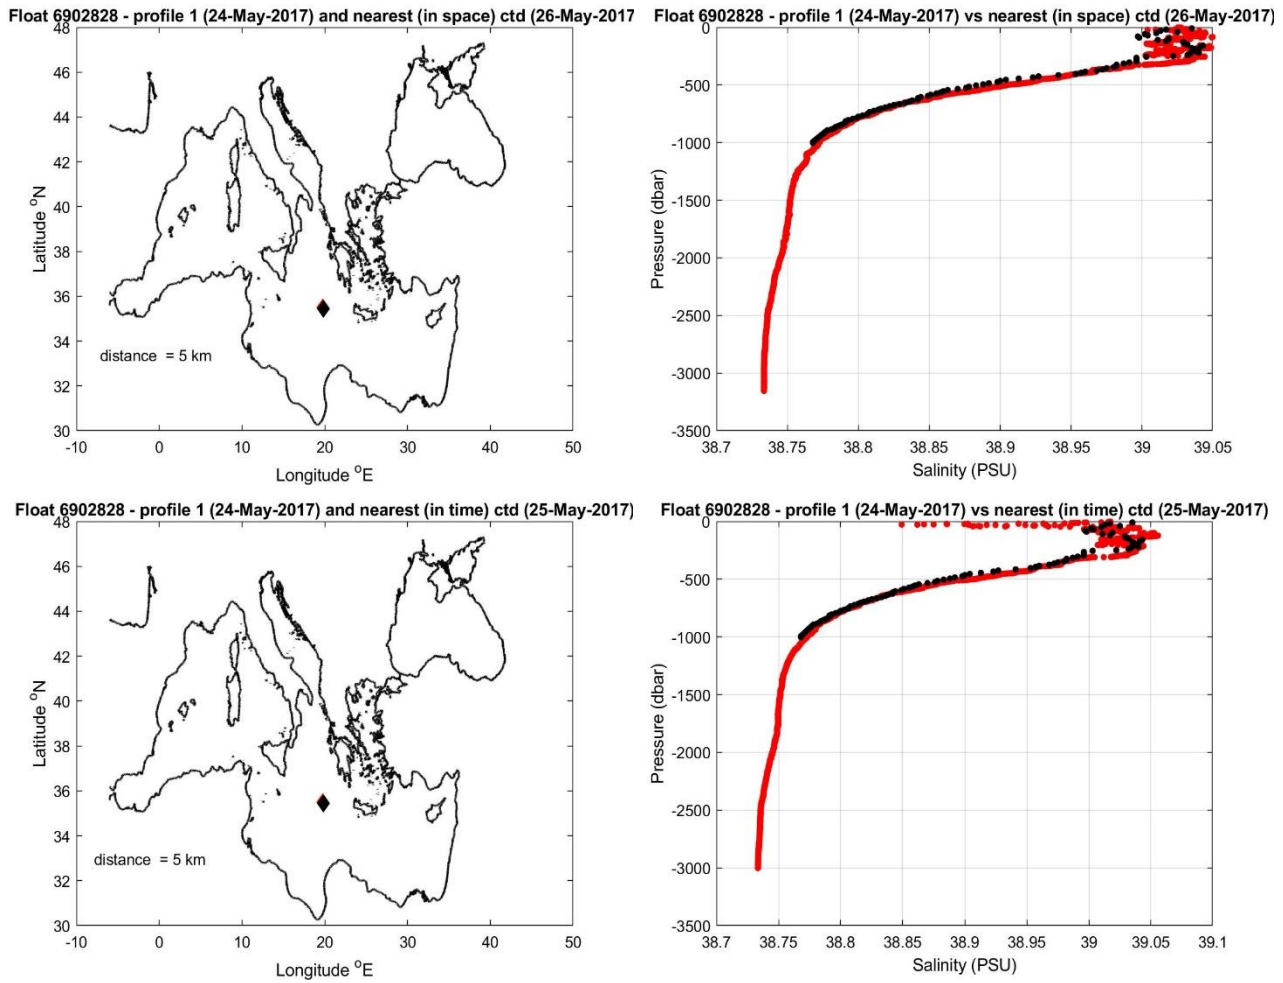 Float 6902828 - profile 1 (24-May-2017) and nearest (in space) ctd (26-May-2017
48
46
44
42
40
38
36
34
32
30
Latitude °N
distance = 5 km
-10 0 10 20 30 40 50
Longitude °E
Float 6902828 - profile 1 (24-May-2017) vs nearest (in space) ctd (26-May-2017)
0
-500
-1000
-1500
-2000
-2500
-3000
-3500
Pressure (dbar)
38.7 38.75 38.8 38.85 38.9 38.95 39 39.05
Salinity (PSU)
Float 6902828 - profile 1 (24-May-2017) and nearest (in time) ctd (25-May-2017)
48
46
44
42
40
38
36
34
32
30
Latitude °N
distance = 5 km
-10 0 10 20 30 40 50
Longitude °E
Float 6902828 - profile 1 (24-May-2017) vs nearest (in time) ctd (25-May-2017)
0
-500
-1000
-1500
-2000
-2500
-3000
-3500
Pressure (dbar)
38.7 38.75 38.8 38.85 38.9 38.95 39 39.05 39.1
Salinity (PSU)